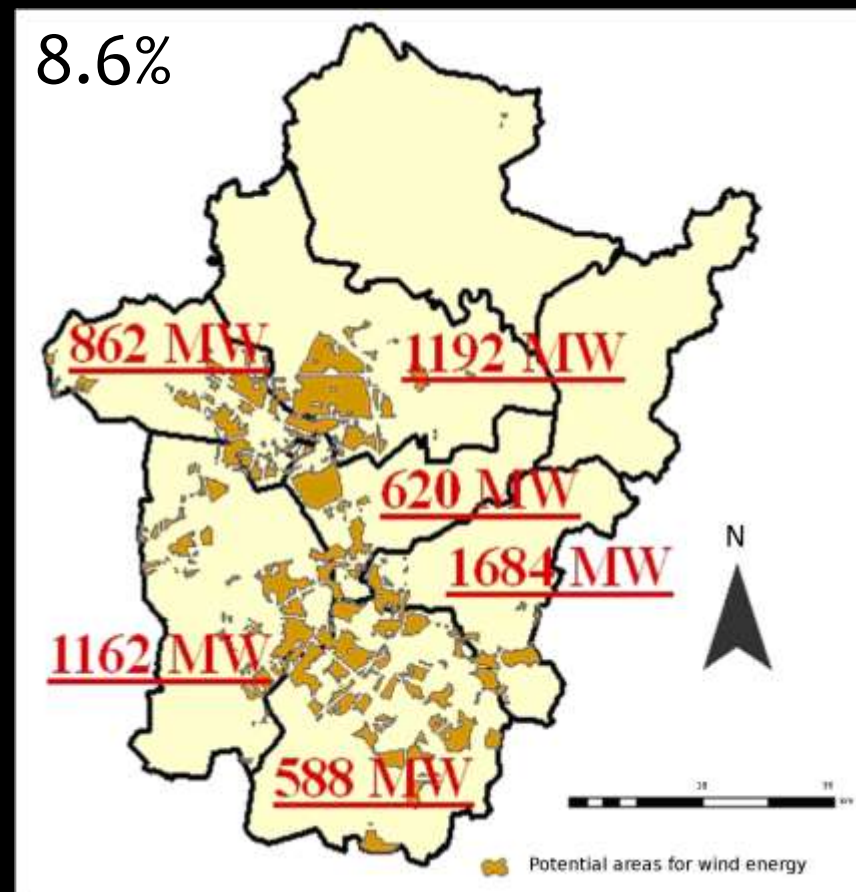 8.6%
862 MW
1192 MW
620 MW
1684 MW
N
1162 MW
588 MW
Potential areas for wind energy